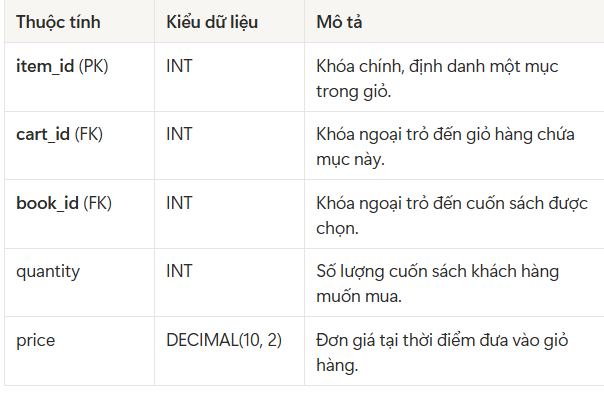 Thuộc tính Kiểu dữ liệu Mô tả
item_id (PK) INT Khóa chính, định danh một mục
trong giỏ.
cart_id (FK) INT Khóa ngoại trỏ đến giỏ hàng chứa
mục này.
book_id (FK) INT Khóa ngoại trỏ đến cuốn sách được
chọn.
quantity INT Số lượng cuốn sách khách hàng
muốn mua.
price DECIMAL(10, 2) Đơn giá tại thời điểm đưa vào giỏ
hàng.